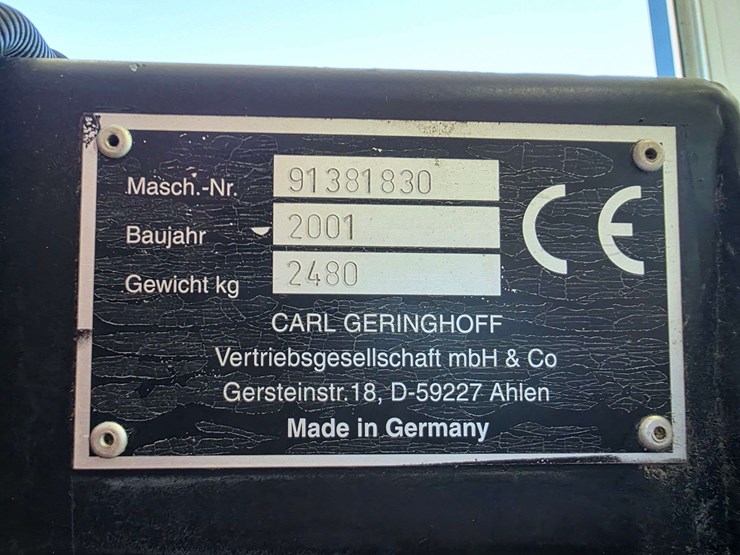 Masch.-Nr. 91381830
Baujahr 2001
Gewicht kg 2480
CE
CARL GERINGHOFF
Vertriebsgesellschaft mbH & Co
Gersteinstr.18, D-59227 Ahlen
Made in Germany